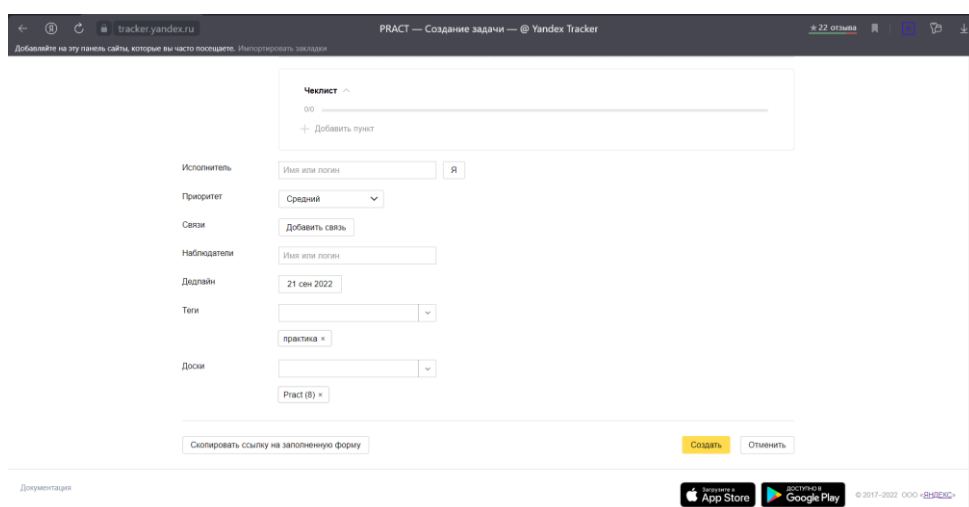 tracker.yandex.ru PRACT — Создание задачи — @ Yandex Tracker ★22 отзыва
Добавляйте на эту панель сайты, которые вы часто посещаете. Импортировать закладки
Чеклист
0/0
+ Добавить пункт
Исполнитель Имя или логин Я
Приоритет Средний
Связи Добавить связь
Наблюдатели Имя или логин
Дедлайн 21 сен 2022
Теги
практика ×
Доски
Pract (8) ×
Скопировать ссылку на заполненную форму Создать Отменить
Документация Загрузите в App Store ДОСТУПНО В Google Play © 2017–2022 ООО «ЯНДЕКС»